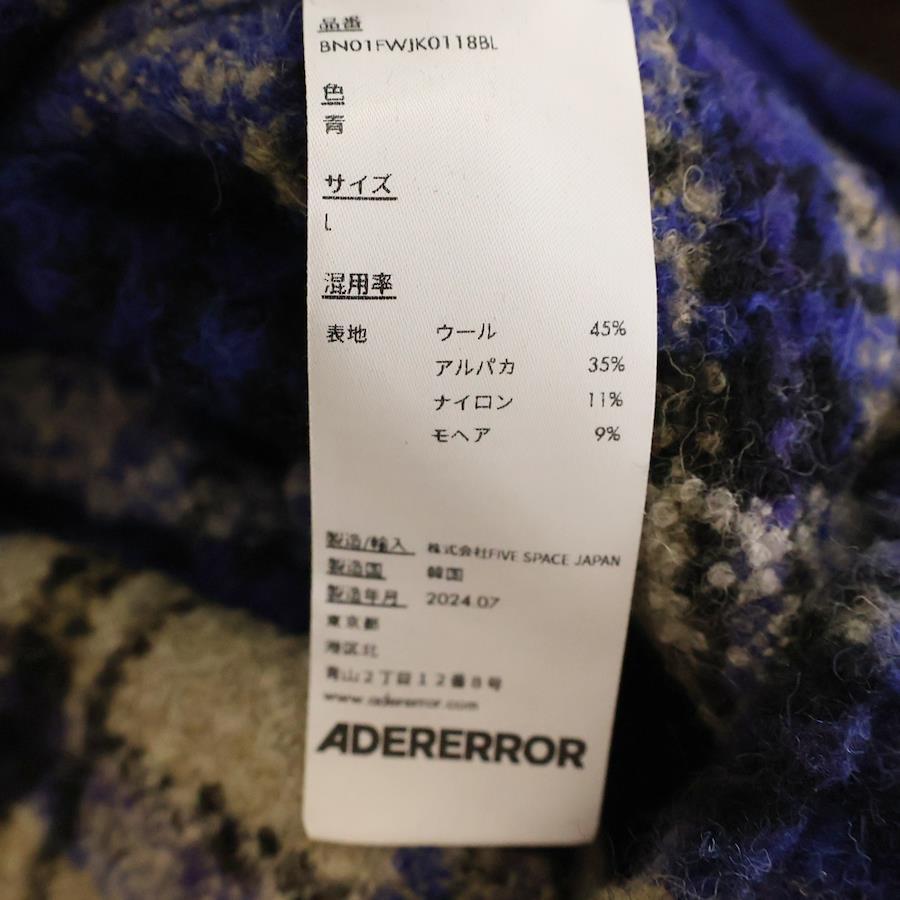 品番
BN01FWJK0118BL
色
青
サイズ
L
混用率
表地 ウール 45%
アルパカ 35%
ナイロン 11%
モヘア 9%
製造/輸入 株式会社FIVE SPACE JAPAN
製造国 韓国
製造年月 2024.07
東京都
港区北
青山2丁目12番8号
www.adererror.com
ADERERROR